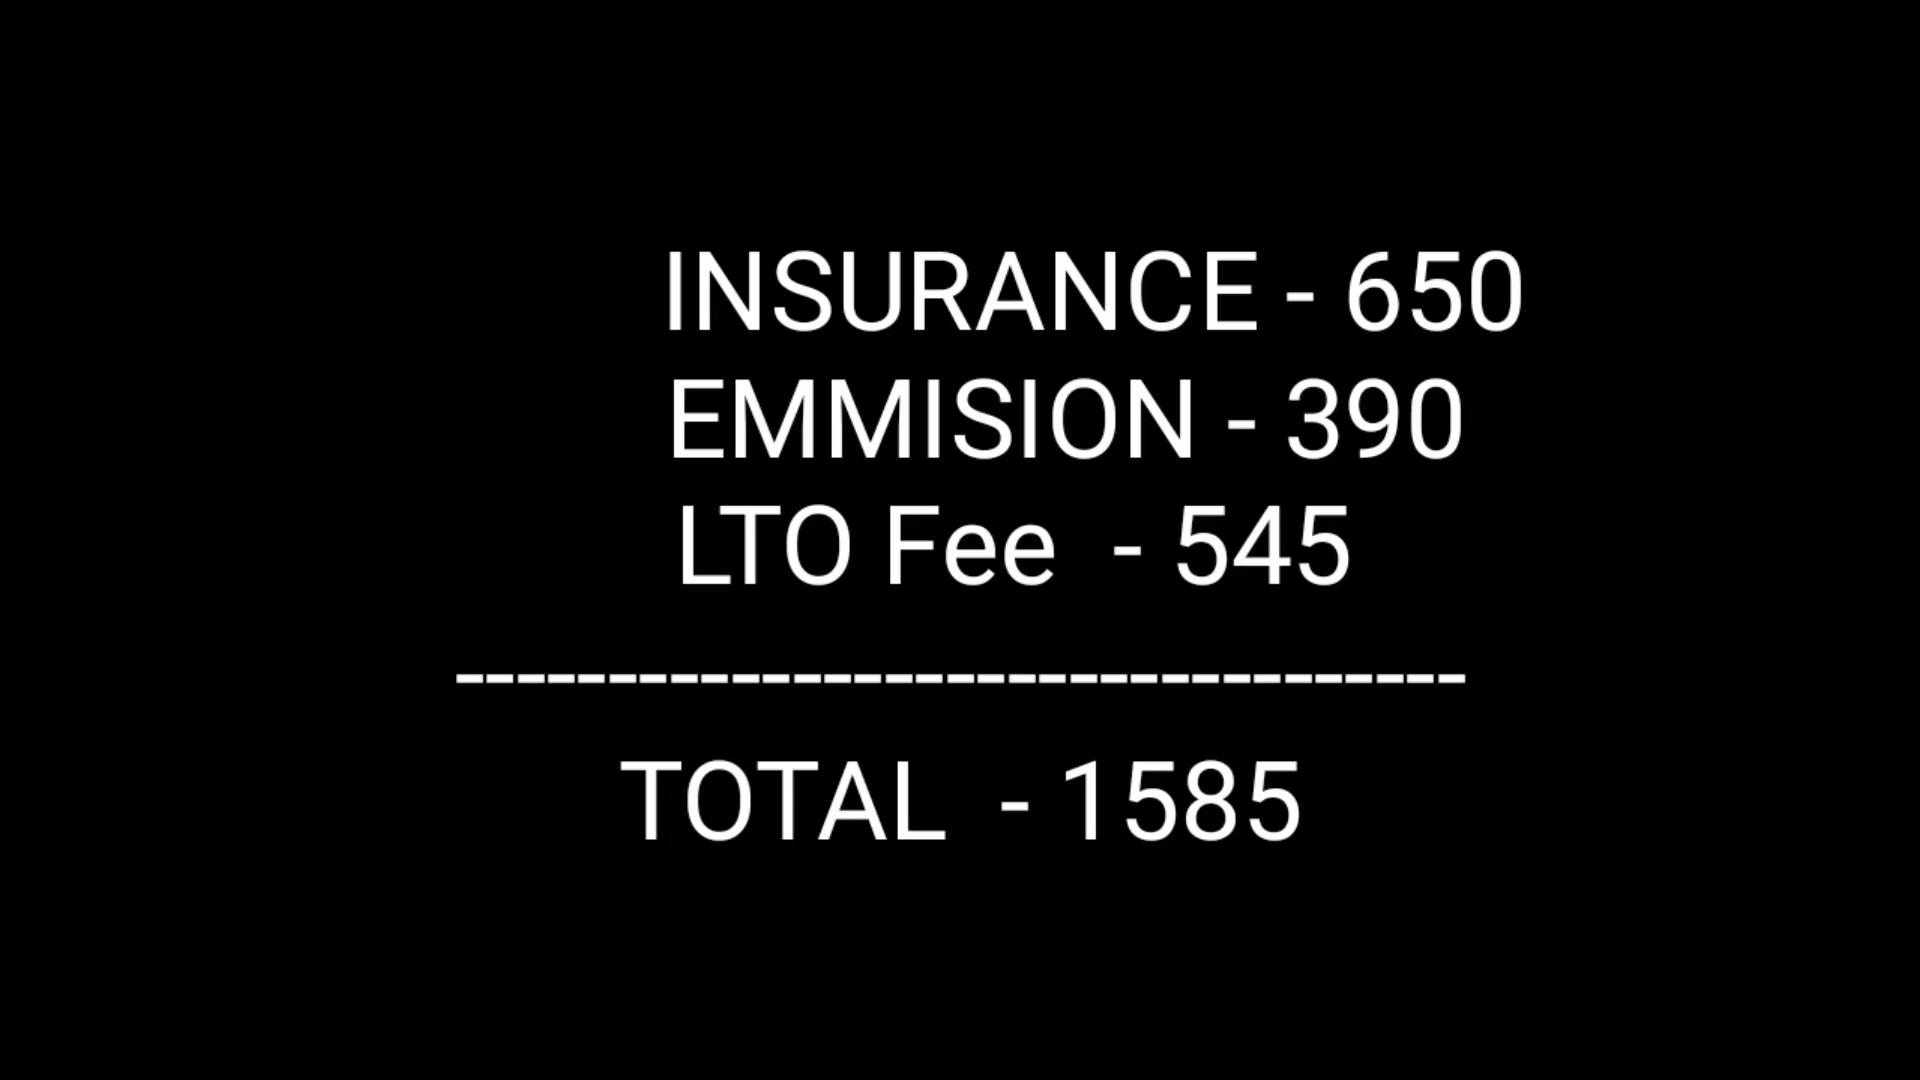 INSURANCE - 650
EMMISION - 390
LTO Fee - 545
---------------------------------
TOTAL - 1585